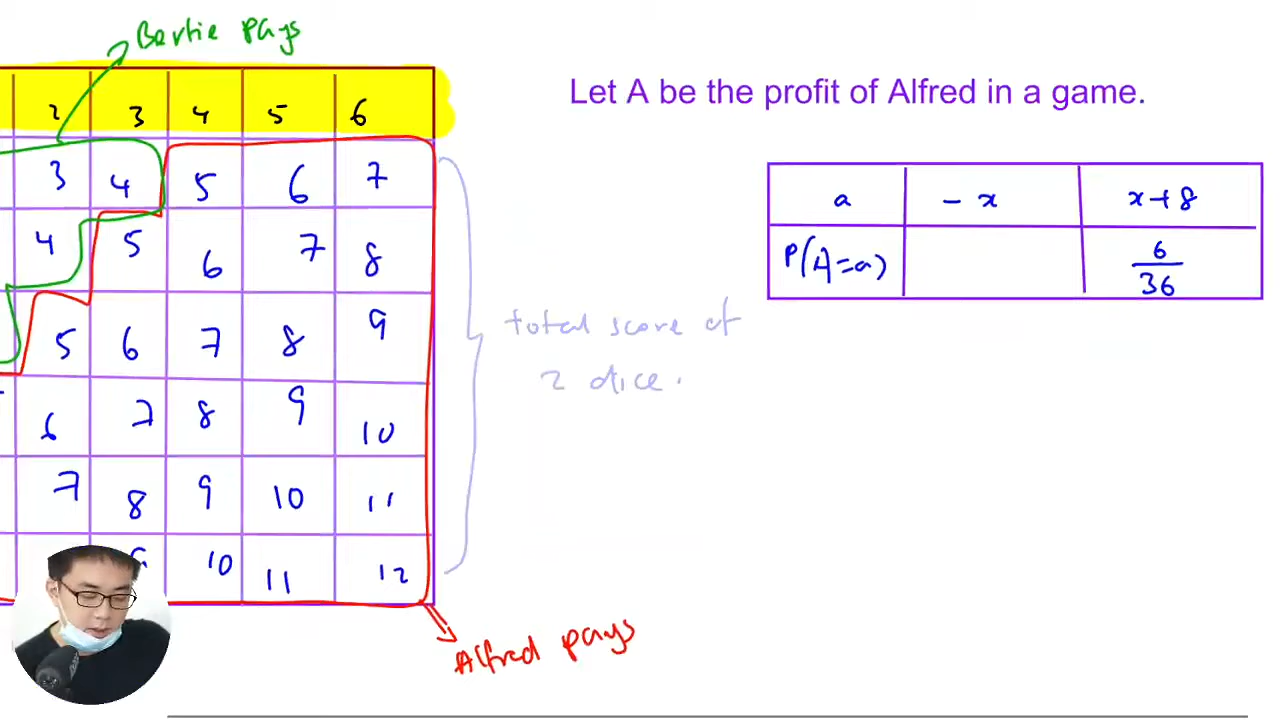 Bertie pays
2 3 4 5 6
3 4 5 6 7
4 5 6 7 8
5 6 7 8 9
6 7 8 9 10
7 8 9 10 11
10 11 12
Alfred pays
total score of
2 dice.
Let A be the profit of Alfred in a game.
a - x x+8
P(A=a) 6/36